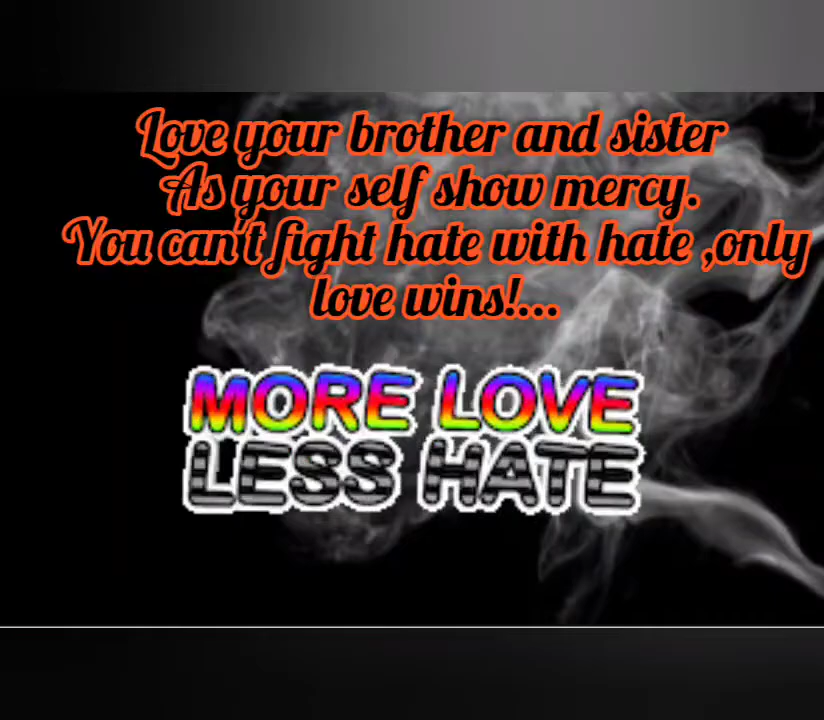 Love your brother and sister
As your self show mercy.
You can't fight hate with hate ,only
love wins!...
MORE LOVE
LESS HATE